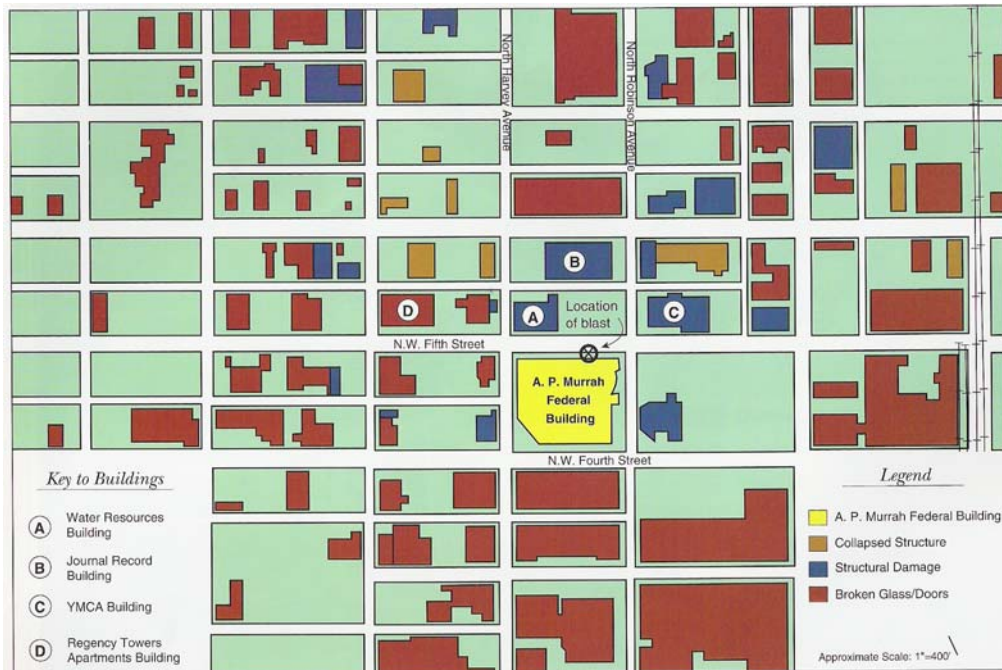 North Harvey Avenue
North Robinson Avenue
B
D
A
Location
of blast
C
N.W. Fifth Street
A. P. Murrah
Federal
Building
N.W. Fourth Street
Key to Buildings
A Water Resources
Building
B Journal Record
Building
C YMCA Building
D Regency Towers
Apartments Building
Legend
A. P. Murrah Federal Building
Collapsed Structure
Structural Damage
Broken Glass/Doors
Approximate Scale: 1"=400'